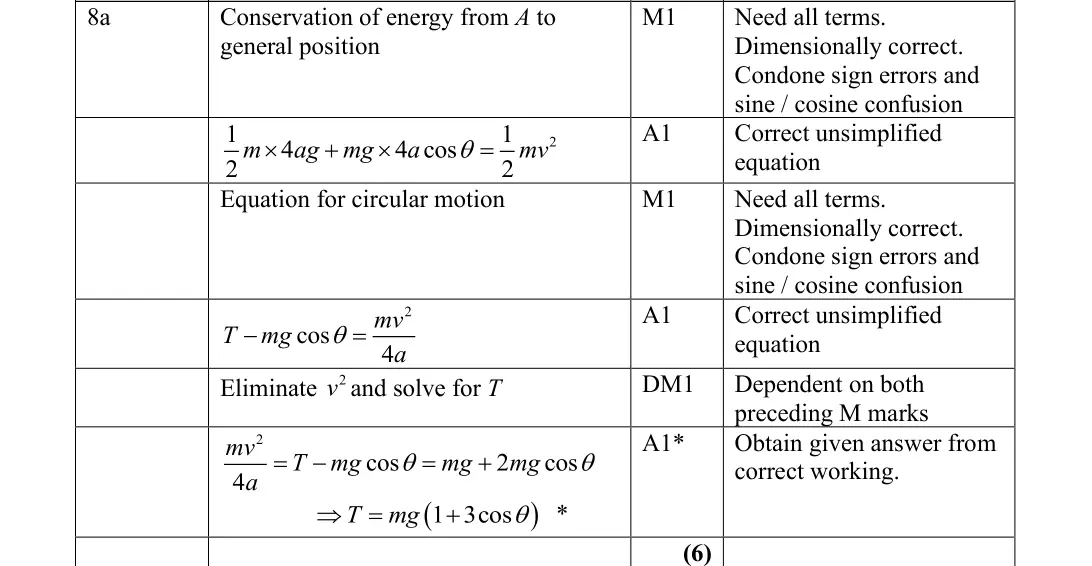 8a Conservation of energy from A to M1 Need all terms.
general position Dimensionally correct.
Condone sign errors and
sine / cosine confusion
1/2 m × 4ag + mg × 4a cos θ = 1/2 mv² A1 Correct unsimplified
equation
Equation for circular motion M1 Need all terms.
Dimensionally correct.
Condone sign errors and
sine / cosine confusion
T − mg cos θ = mv²/4a A1 Correct unsimplified
equation
Eliminate v² and solve for T DM1 Dependent on both
preceding M marks
mv²/4a = T − mg cos θ = mg + 2mg cos θ A1* Obtain given answer from
correct working.
⇒ T = mg(1+3cos θ) *
(6)